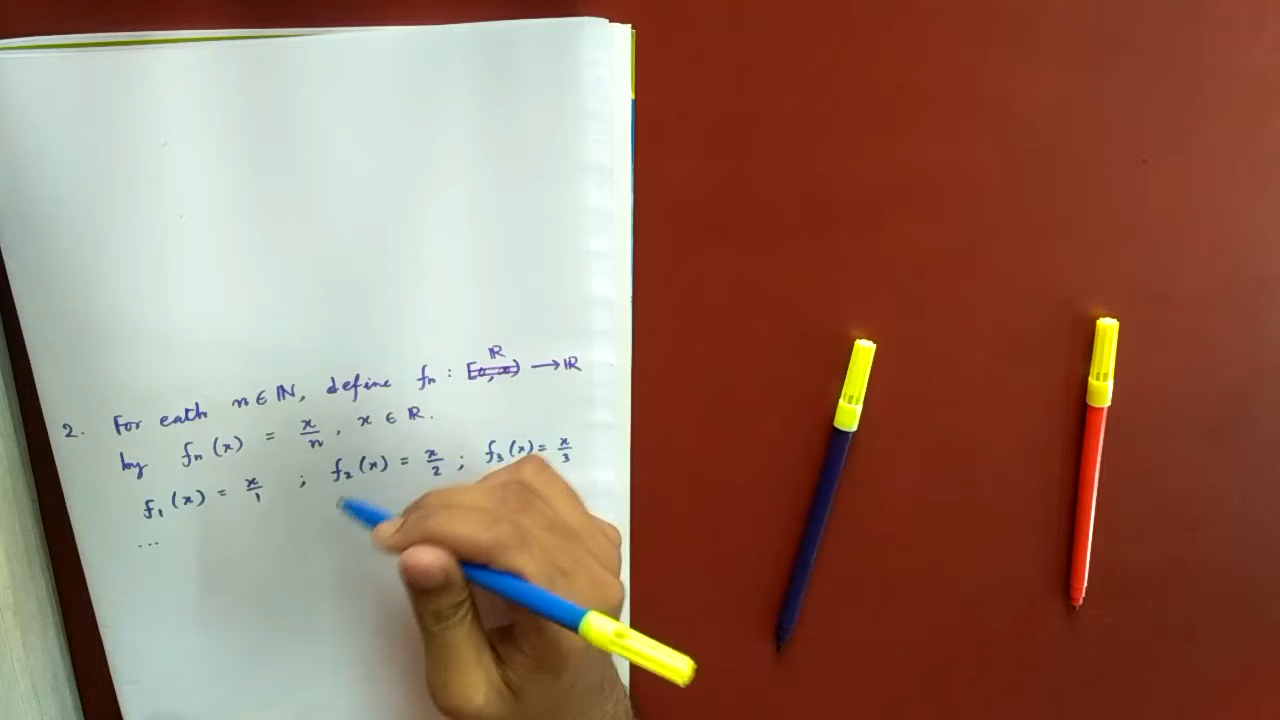 2. For each n ∈ ℕ, define fₙ : ℝ ⟶ ℝ
by fₙ(x) = x/n, x ∈ ℝ.
f₁(x) = x/1 ; f₂(x) = x/2 ; f₃(x) = x/3
...